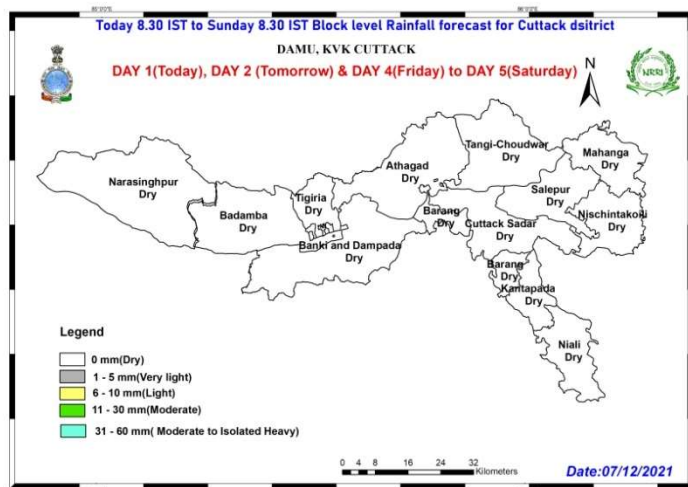 Today 8.30 IST to Sunday 8.30 IST Block level Rainfall forecast for Cuttack dsitrict
DAMU, KVK CUTTACK
DAY 1(Today), DAY 2 (Tomorrow) & DAY 4(Friday) to DAY 5(Saturday)
N
NRRI
Tangi-Choudwar
Dry
Mahanga
Dry
Athagad
Dry
Narasinghpur
Dry
Tigiria
Dry
Salepur
Dry
Badamba
Dry
Barang
Dry
Nischintakoili
Dry
Cuttack Sadar
Dry
Banki and Dampada
Dry
Barang
Dry
Kantapada
Dry
Niali
Dry
Legend
0 mm(Dry)
1 - 5 mm(Very light)
6 - 10 mm(Light)
11 - 30 mm(Moderate)
31 - 60 mm( Moderate to Isolated Heavy)
0 4 8 16 24 32
Kilometers
Date:07/12/2021